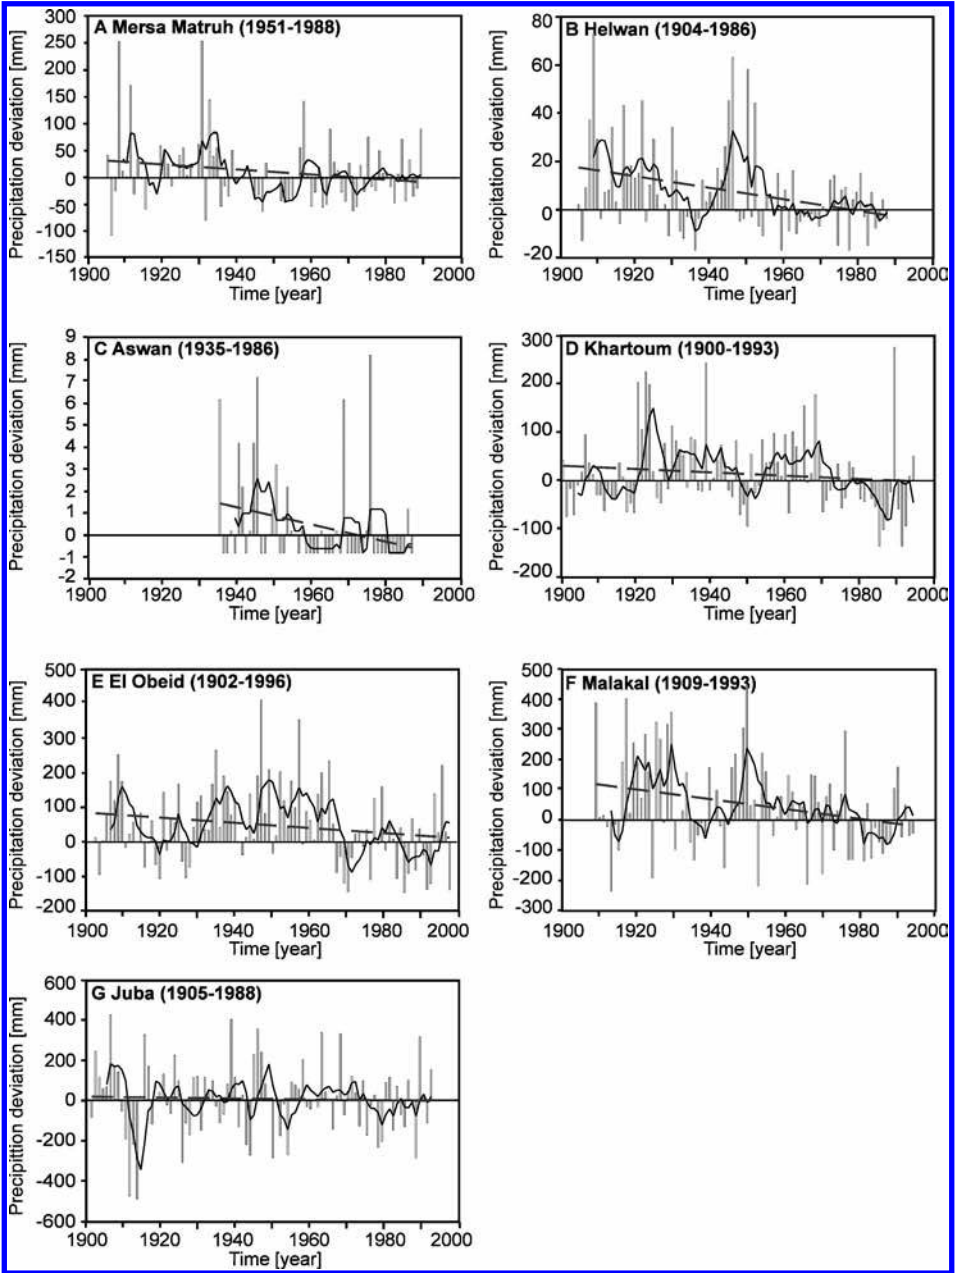 A Mersa Matruh (1951-1988)
Precipitation deviation [mm]
300
250
200
150
100
50
0
-50
-100
-150
1900 1920 1940 1960 1980 2000
Time [year]
B Helwan (1904-1986)
Precipitation deviation [mm]
80
60
40
20
0
-20
1900 1920 1940 1960 1980 2000
Time [year]
C Aswan (1935-1986)
Precipitation deviation [mm]
9
8
7
6
5
4
3
2
1
0
-1
-2
1900 1920 1940 1960 1980 2000
Time [year]
D Khartoum (1900-1993)
Precipitation deviation [mm]
300
200
100
0
-100
-200
1900 1920 1940 1960 1980 2000
Time [year]
E El Obeid (1902-1996)
Precipitation deviation [mm]
500
400
300
200
100
0
-100
-200
1900 1920 1940 1960 1980 2000
Time [year]
F Malakal (1909-1993)
Precipitation deviation [mm]
500
400
300
200
100
0
-100
-200
-300
1900 1920 1940 1960 1980 2000
Time [year]
G Juba (1905-1988)
Precipittion deviation [mm]
600
400
200
0
-200
-400
-600
1900 1920 1940 1960 1980 2000
Time [year]